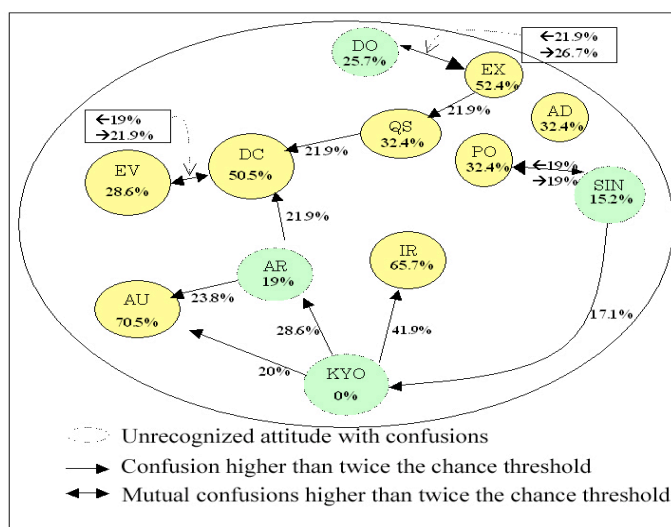 DO
25.7%
←21.9%
→26.7%
EX
52.4%
21.9%
AD
32.4%
QS
32.4%
←19%
→21.9%
DC
50.5%
21.9%
PO
32.4%
←19%
→19%
SIN
15.2%
EV
28.6%
21.9%
AR
19%
IR
65.7%
AU
70.5%
23.8%
28.6%
41.9%
17.1%
20%
KYO
0%
Unrecognized attitude with confusions
Confusion higher than twice the chance threshold
Mutual confusions higher than twice the chance threshold